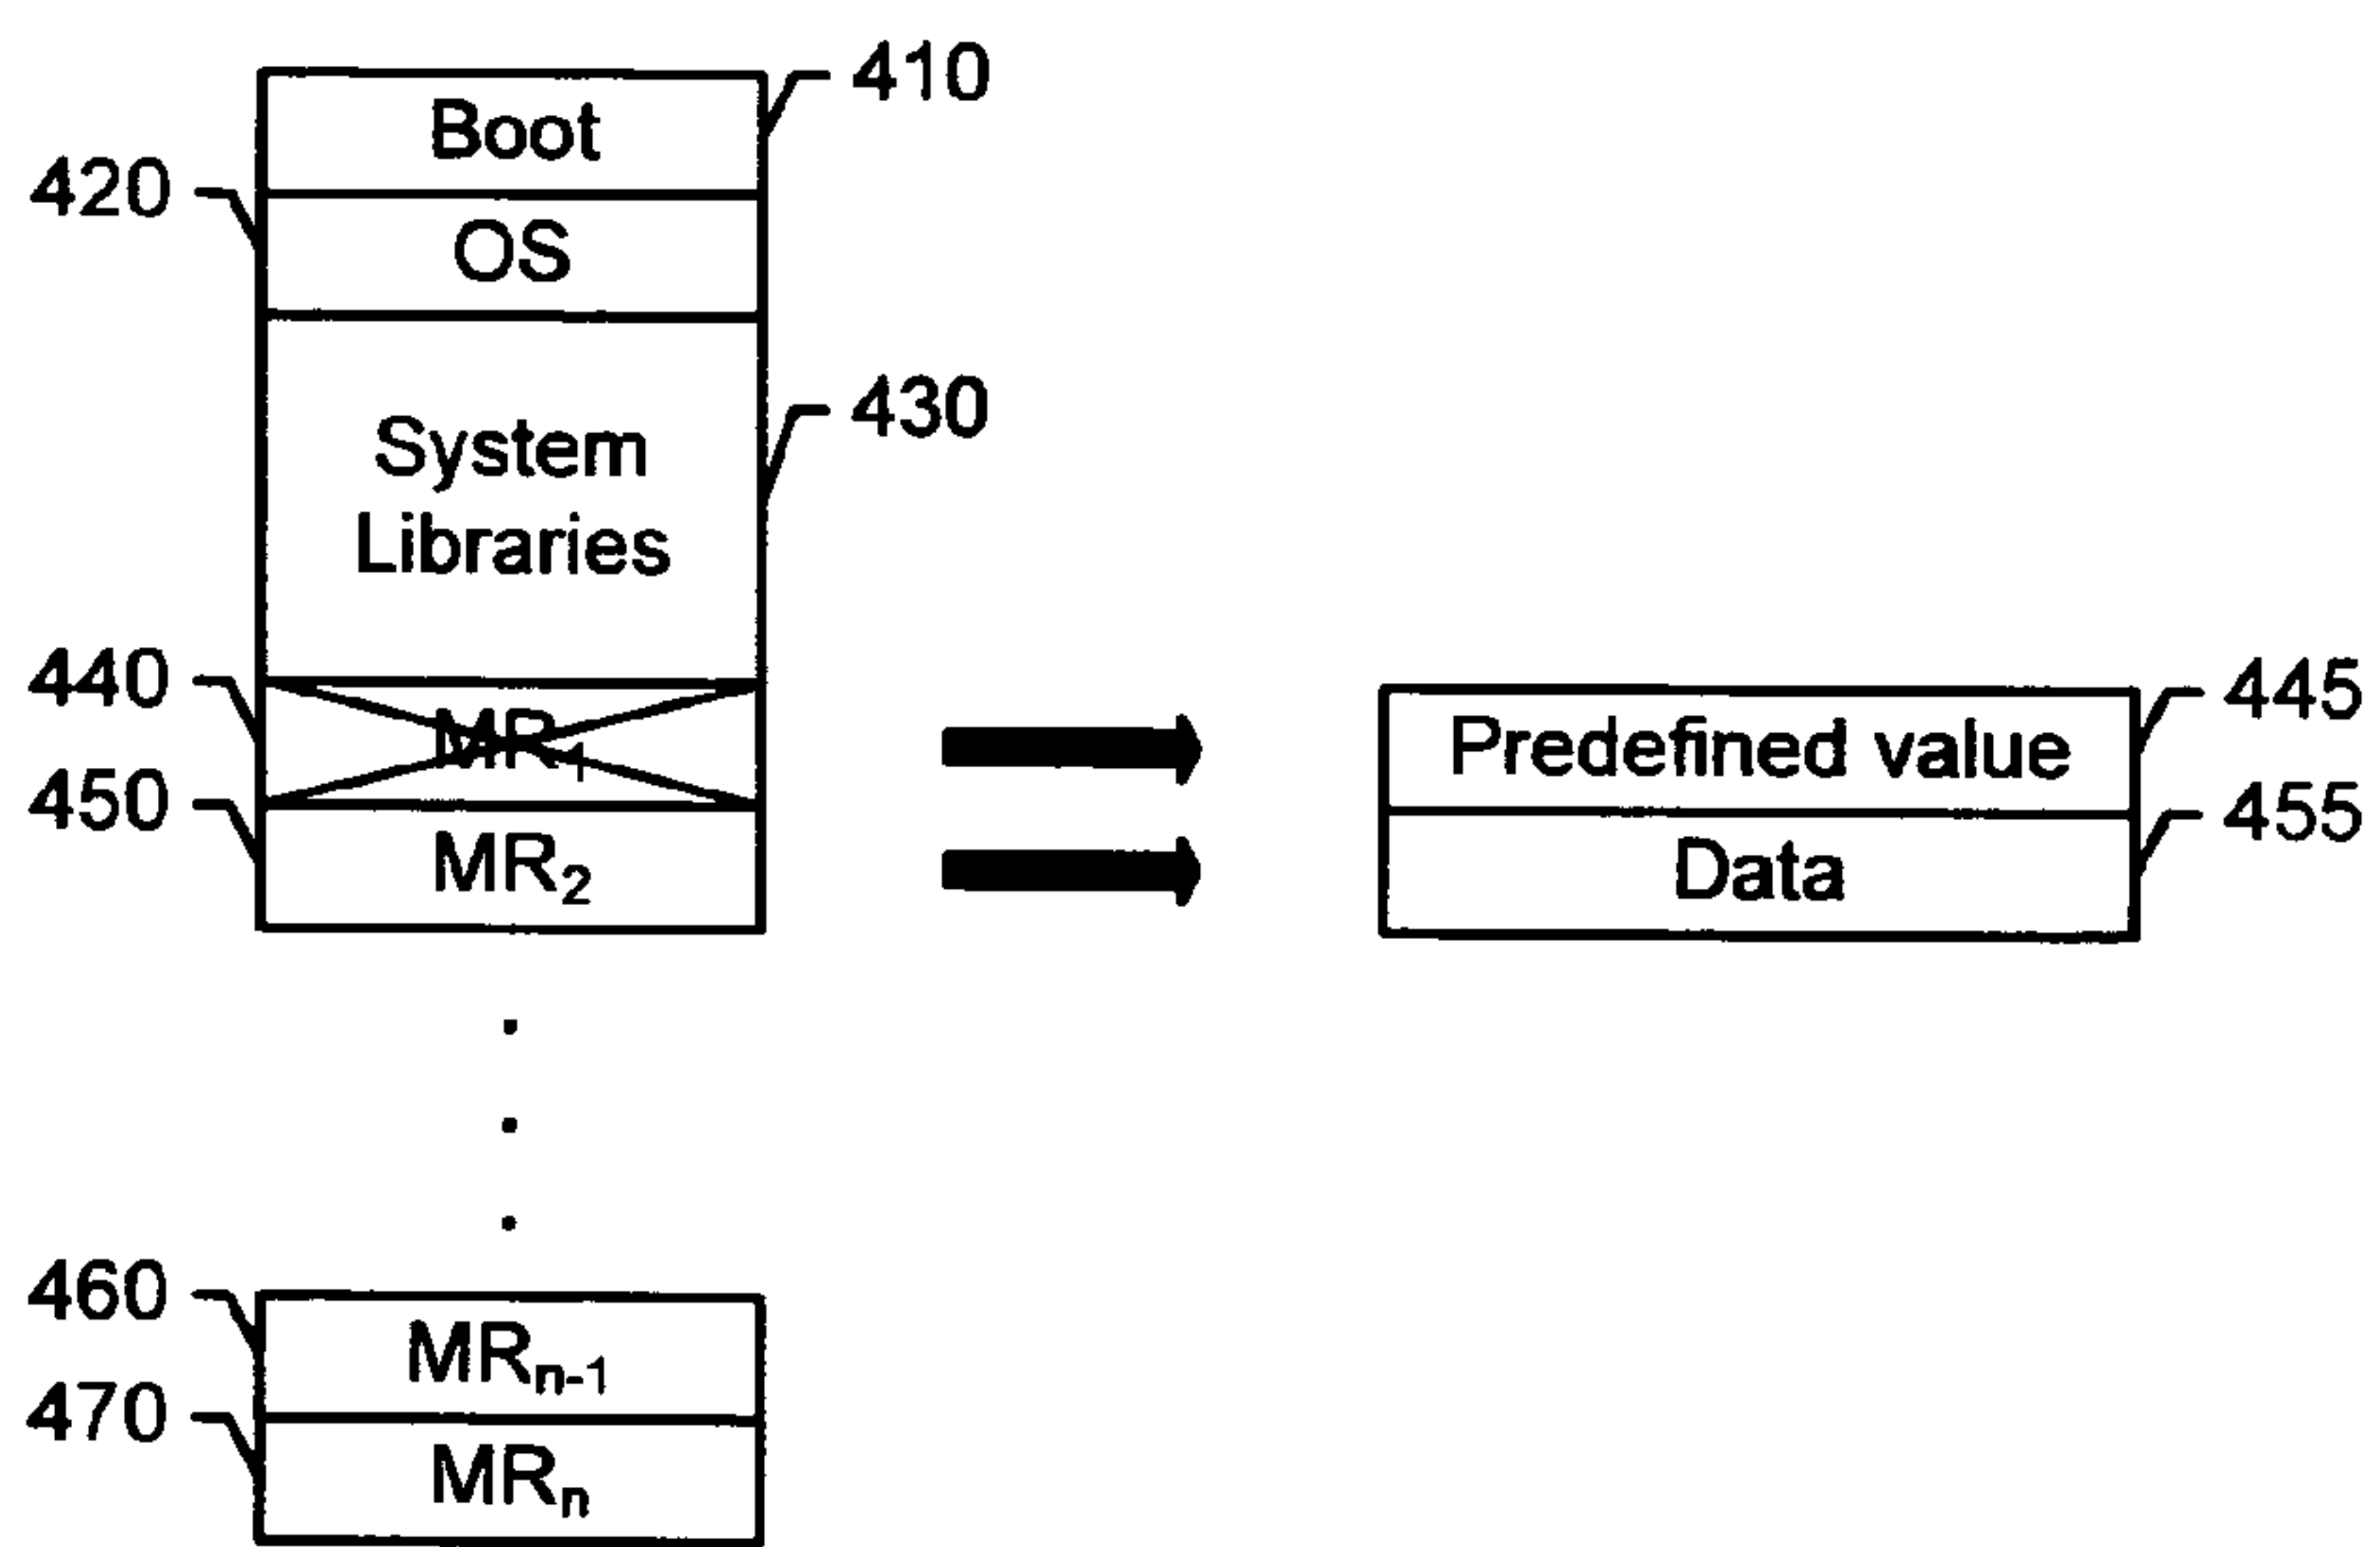 410
Boot
420
OS
430
System
Libraries
440
MR₁
445
Predefined value
450
MR₂
455
Data
460
MRₙ₋₁
470
MRₙ